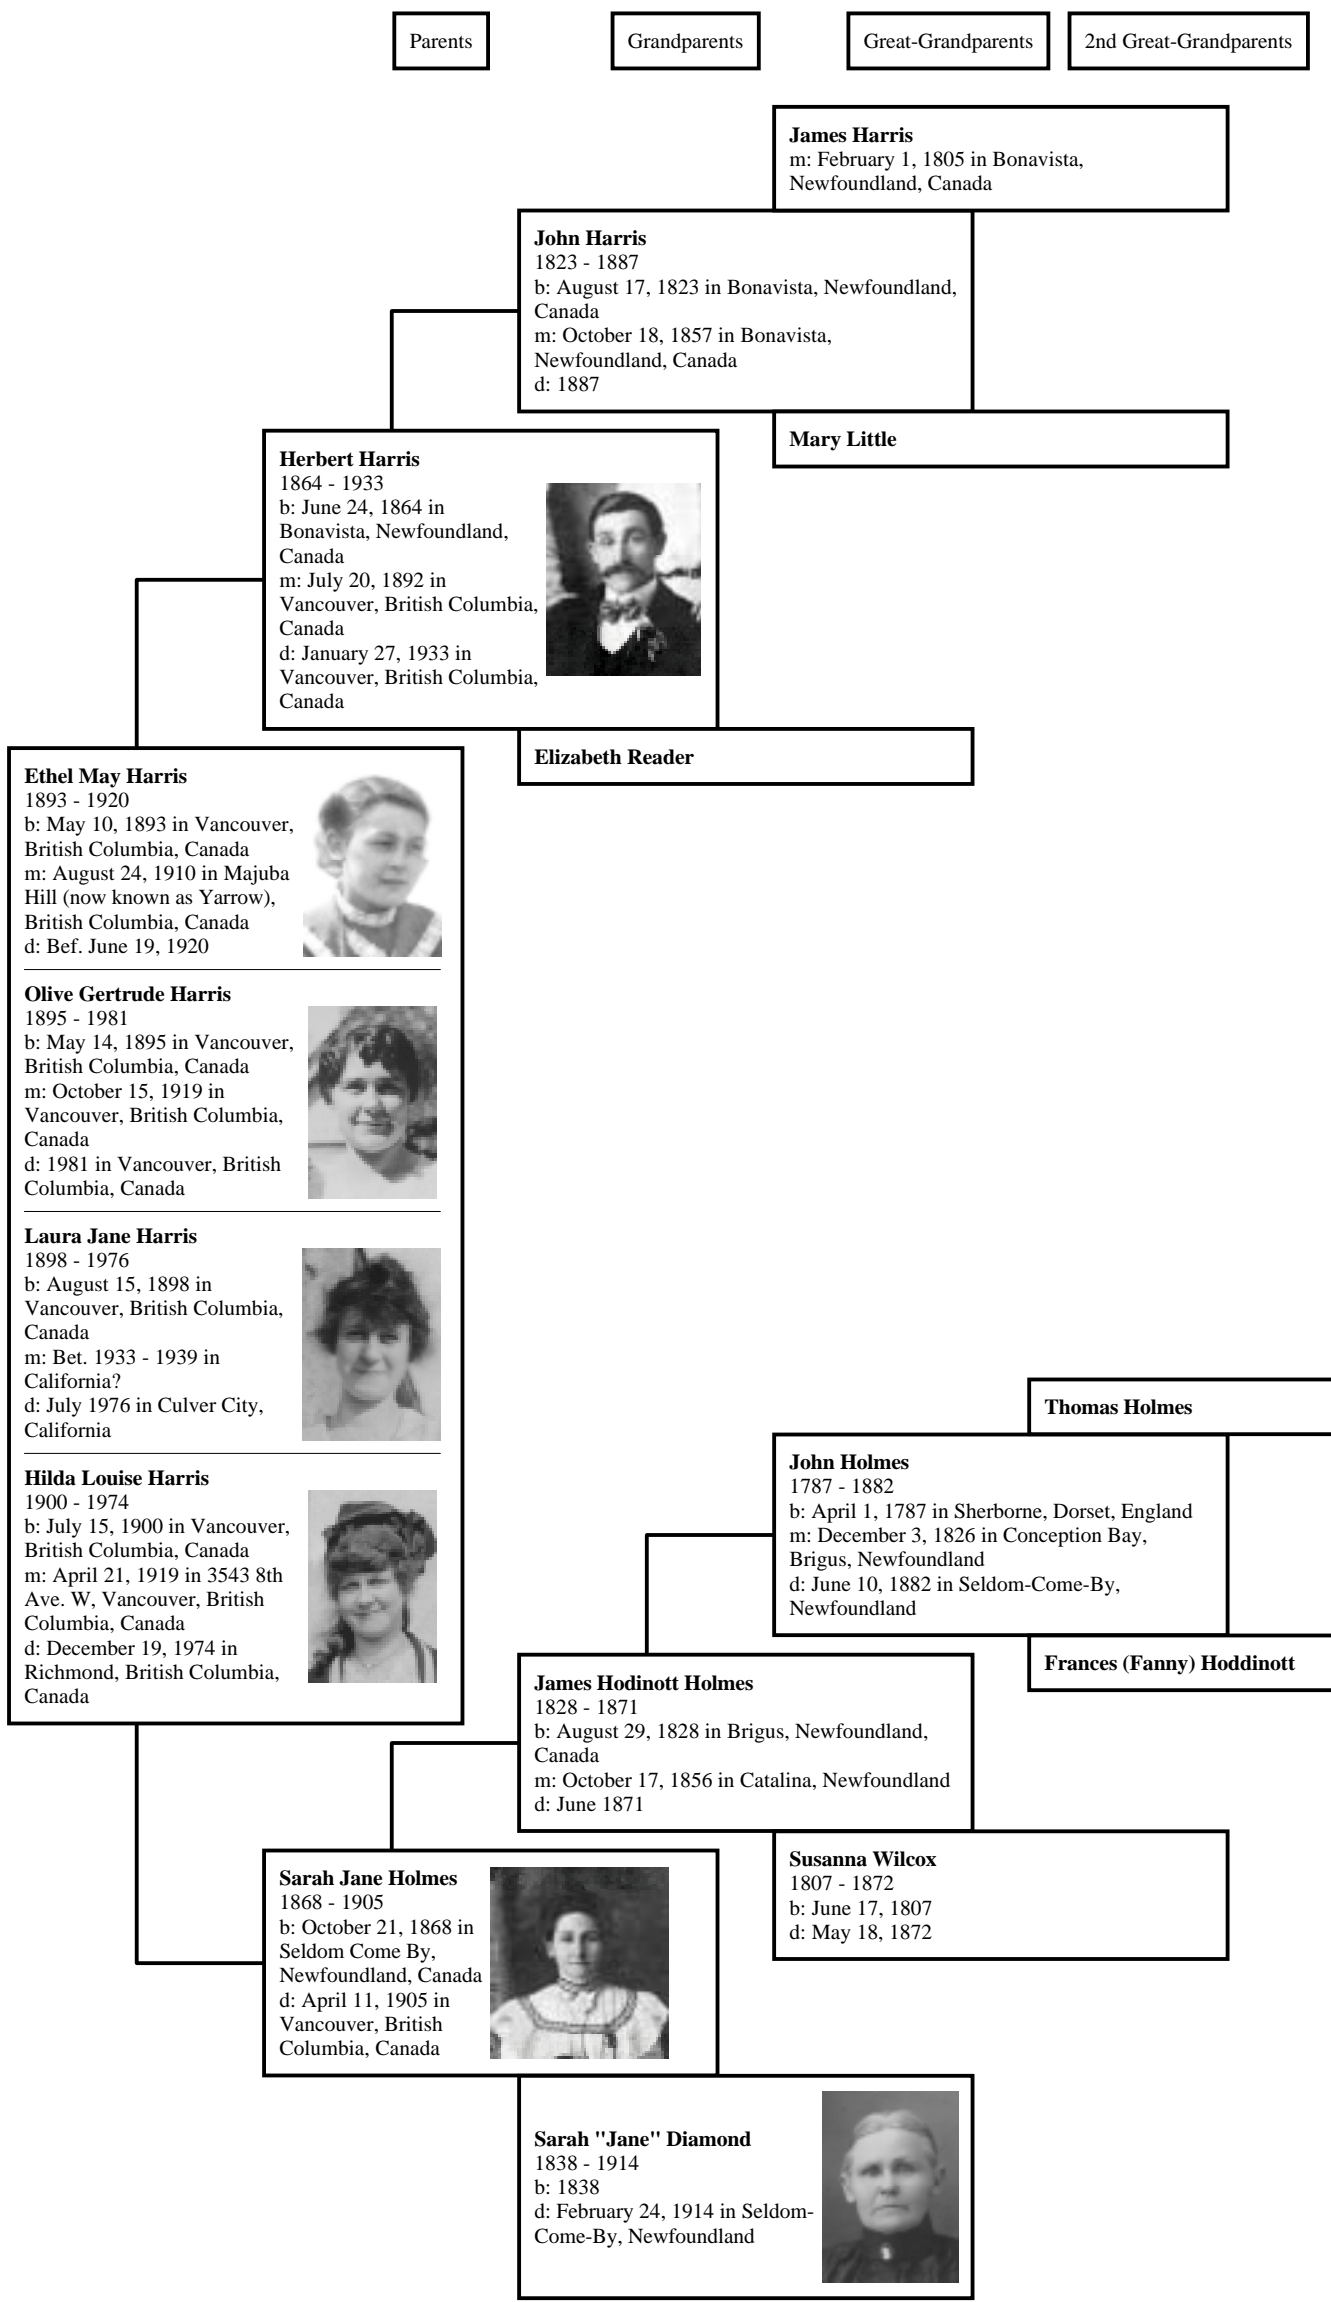 Parents
Grandparents
Great-Grandparents
2nd Great-Grandparents
James Harris
m: February 1, 1805 in Bonavista,
Newfoundland, Canada
John Harris
1823 - 1887
b: August 17, 1823 in Bonavista, Newfoundland,
Canada
m: October 18, 1857 in Bonavista,
Newfoundland, Canada
d: 1887
Mary Little
Herbert Harris
1864 - 1933
b: June 24, 1864 in
Bonavista, Newfoundland,
Canada
m: July 20, 1892 in
Vancouver, British Columbia,
Canada
d: January 27, 1933 in
Vancouver, British Columbia,
Canada
Elizabeth Reader
Ethel May Harris
1893 - 1920
b: May 10, 1893 in Vancouver,
British Columbia, Canada
m: August 24, 1910 in Majuba
Hill (now known as Yarrow),
British Columbia, Canada
d: Bef. June 19, 1920
Olive Gertrude Harris
1895 - 1981
b: May 14, 1895 in Vancouver,
British Columbia, Canada
m: October 15, 1919 in
Vancouver, British Columbia,
Canada
d: 1981 in Vancouver, British
Columbia, Canada
Laura Jane Harris
1898 - 1976
b: August 15, 1898 in
Vancouver, British Columbia,
Canada
m: Bet. 1933 - 1939 in
California?
d: July 1976 in Culver City,
California
Hilda Louise Harris
1900 - 1974
b: July 15, 1900 in Vancouver,
British Columbia, Canada
m: April 21, 1919 in 3543 8th
Ave. W, Vancouver, British
Columbia, Canada
d: December 19, 1974 in
Richmond, British Columbia,
Canada
Thomas Holmes
John Holmes
1787 - 1882
b: April 1, 1787 in Sherborne, Dorset, England
m: December 3, 1826 in Conception Bay,
Brigus, Newfoundland
d: June 10, 1882 in Seldom-Come-By,
Newfoundland
Frances (Fanny) Hoddinott
James Hodinott Holmes
1828 - 1871
b: August 29, 1828 in Brigus, Newfoundland,
Canada
m: October 17, 1856 in Catalina, Newfoundland
d: June 1871
Susanna Wilcox
1807 - 1872
b: June 17, 1807
d: May 18, 1872
Sarah Jane Holmes
1868 - 1905
b: October 21, 1868 in
Seldom Come By,
Newfoundland, Canada
d: April 11, 1905 in
Vancouver, British
Columbia, Canada
Sarah "Jane" Diamond
1838 - 1914
b: 1838
d: February 24, 1914 in Seldom-
Come-By, Newfoundland